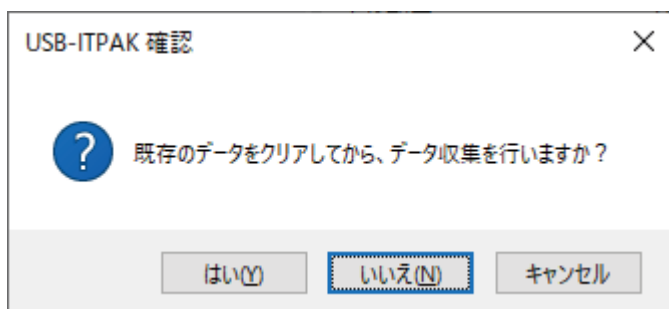 USB-ITPAK 確認
既存のデータをクリアしてから、データ収集を行いますか？
はい(Y)
いいえ(N)
キャンセル